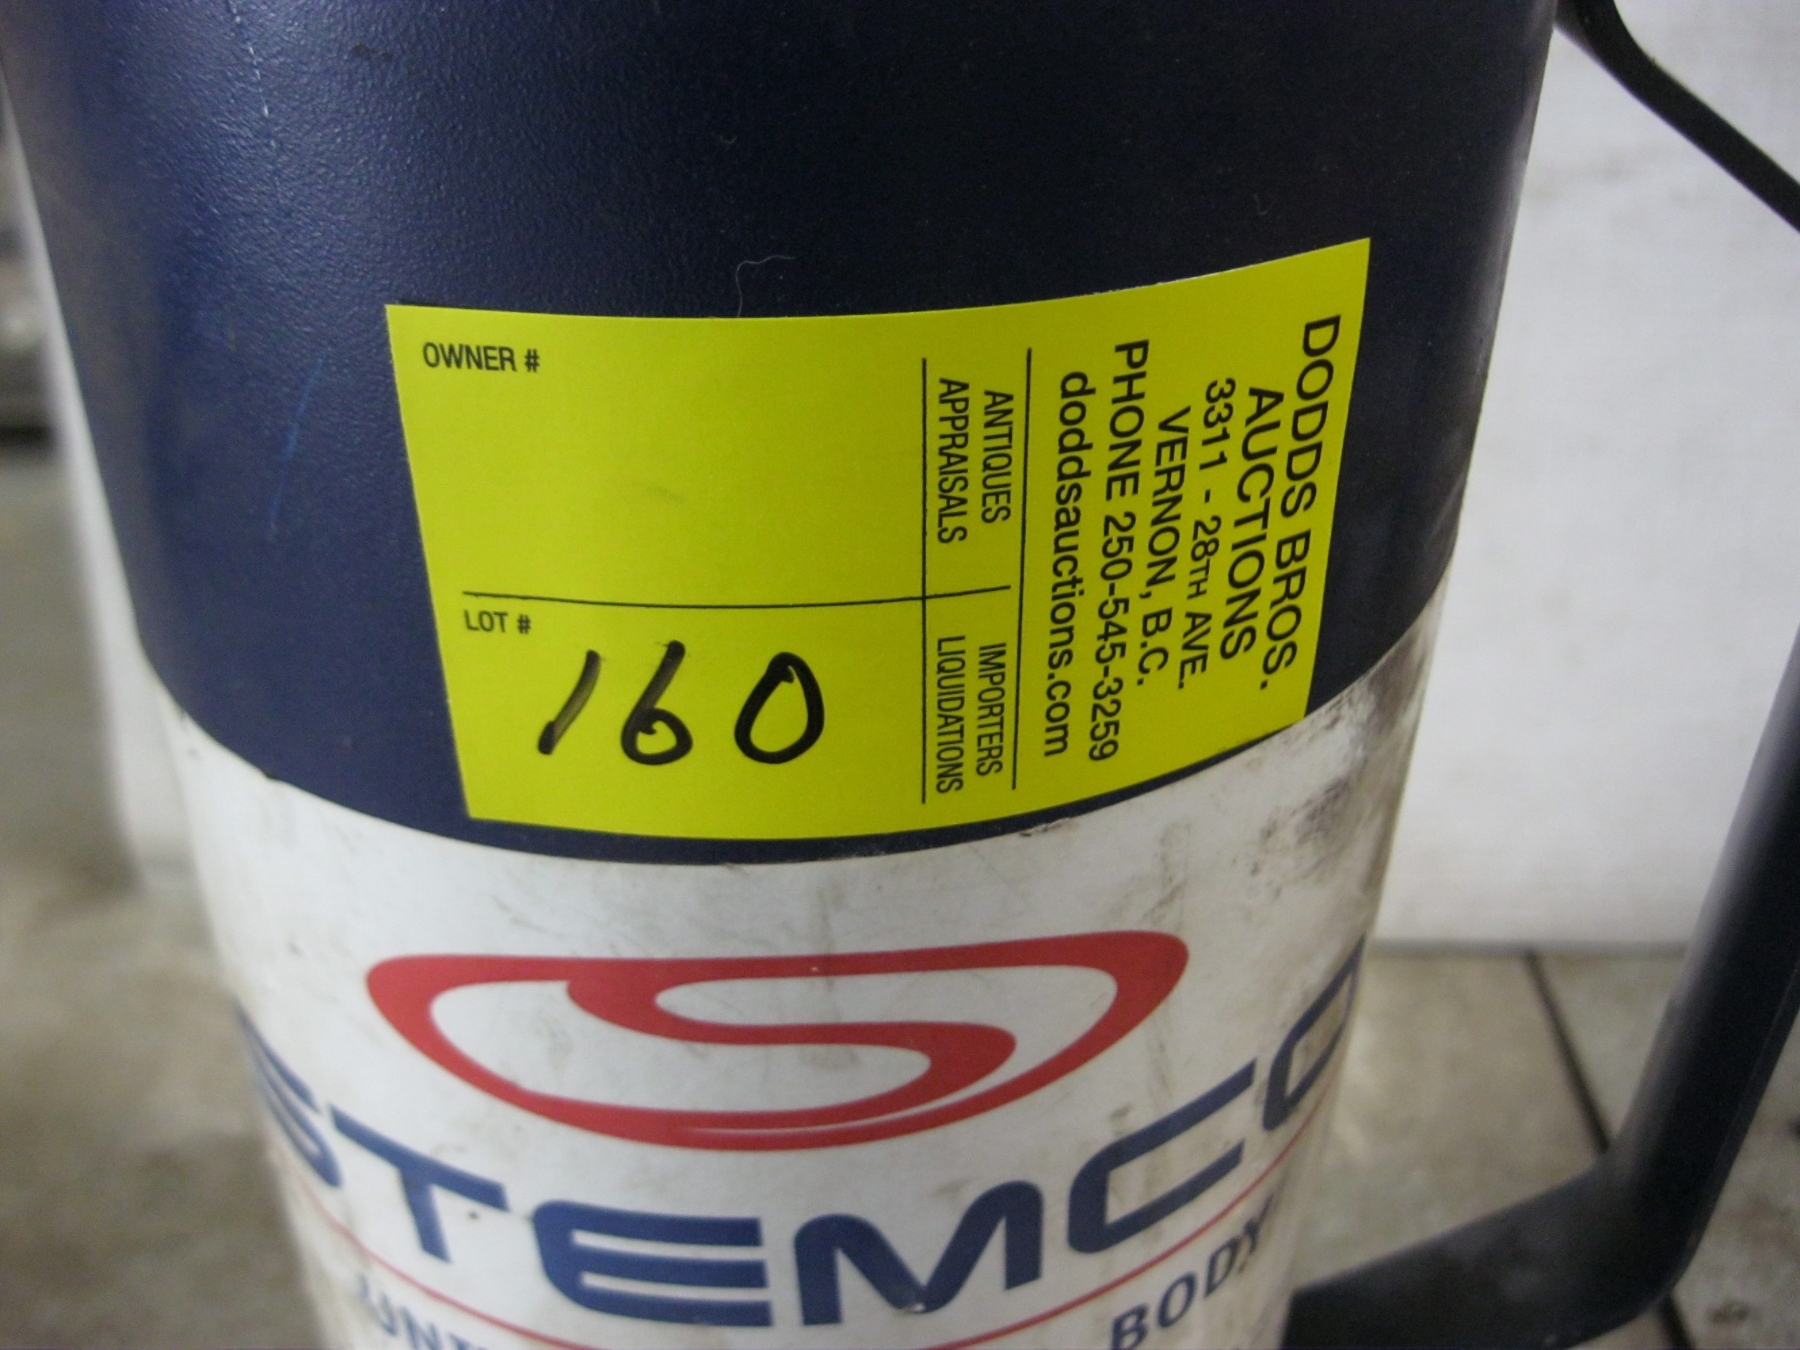 OWNER #
LOT #
160
ANTIQUES
APPRAISALS
IMPORTERS
LIQUIDATIONS
DODDS BROS.
AUCTIONS
3311 - 28TH AVE.
VERNON, B.C.
PHONE 250-545-3259
doddsauctions.com
STEMCO
BODY